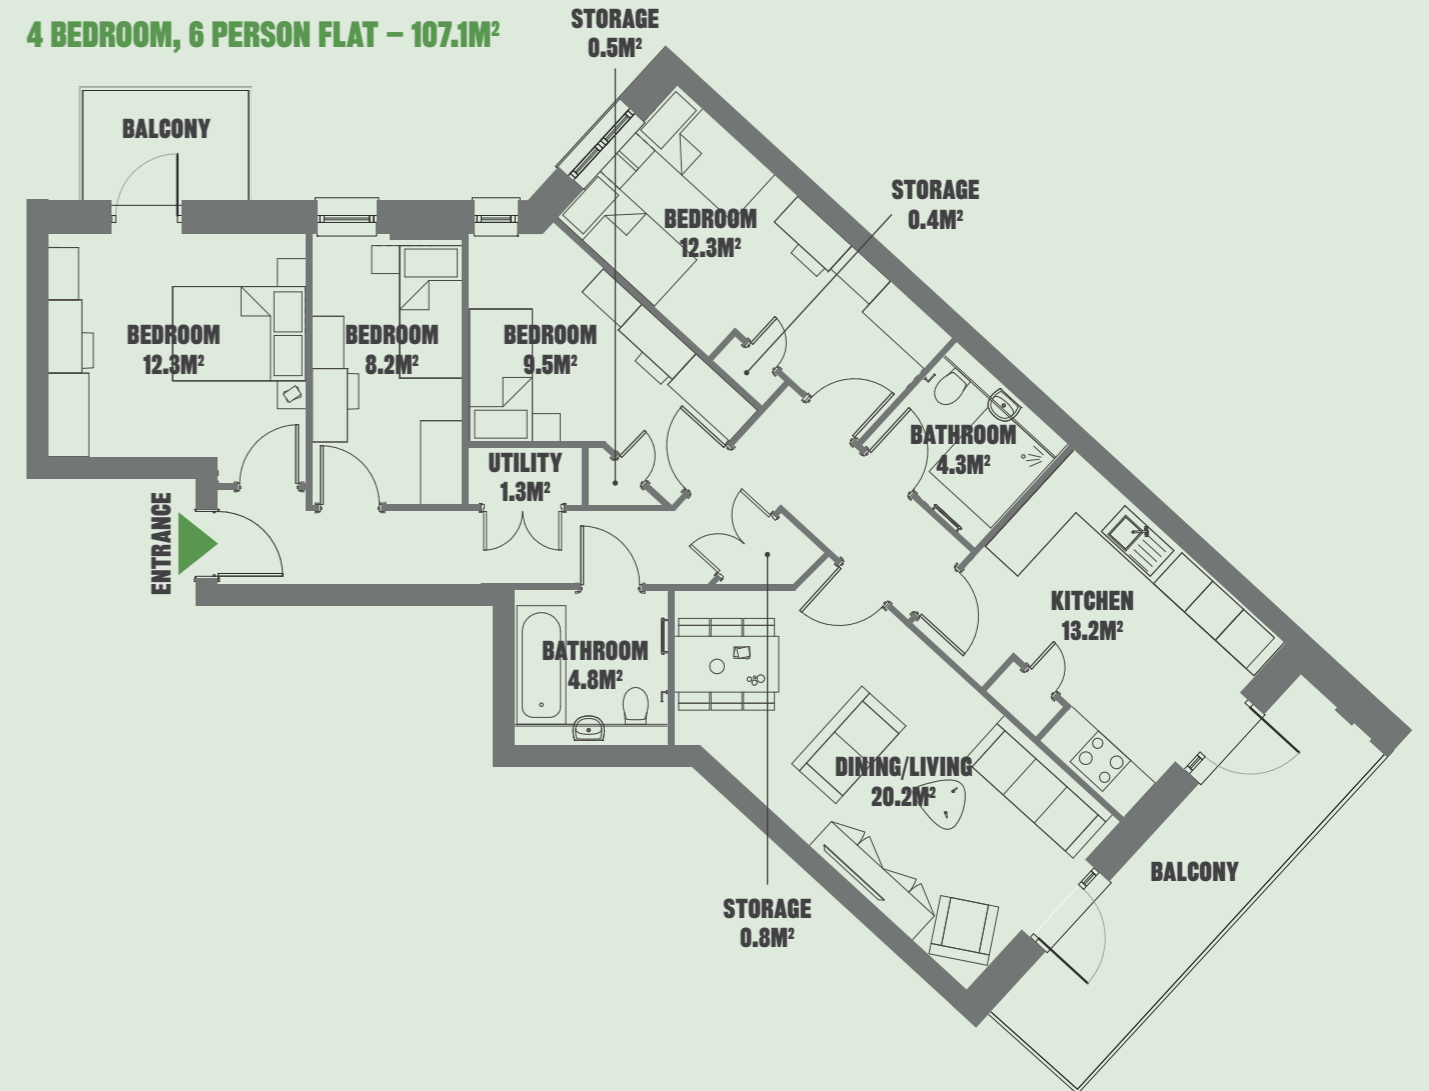 4 BEDROOM, 6 PERSON FLAT – 107.1M²
STORAGE
0.5M²
BALCONY
STORAGE
0.4M²
BEDROOM
12.3M²
BEDROOM
12.3M²
BEDROOM
8.2M²
BEDROOM
9.5M²
BATHROOM
4.3M²
UTILITY
1.3M²
ENTRANCE
KITCHEN
13.2M²
BATHROOM
4.8M²
DINING/LIVING
20.2M²
BALCONY
STORAGE
0.8M²